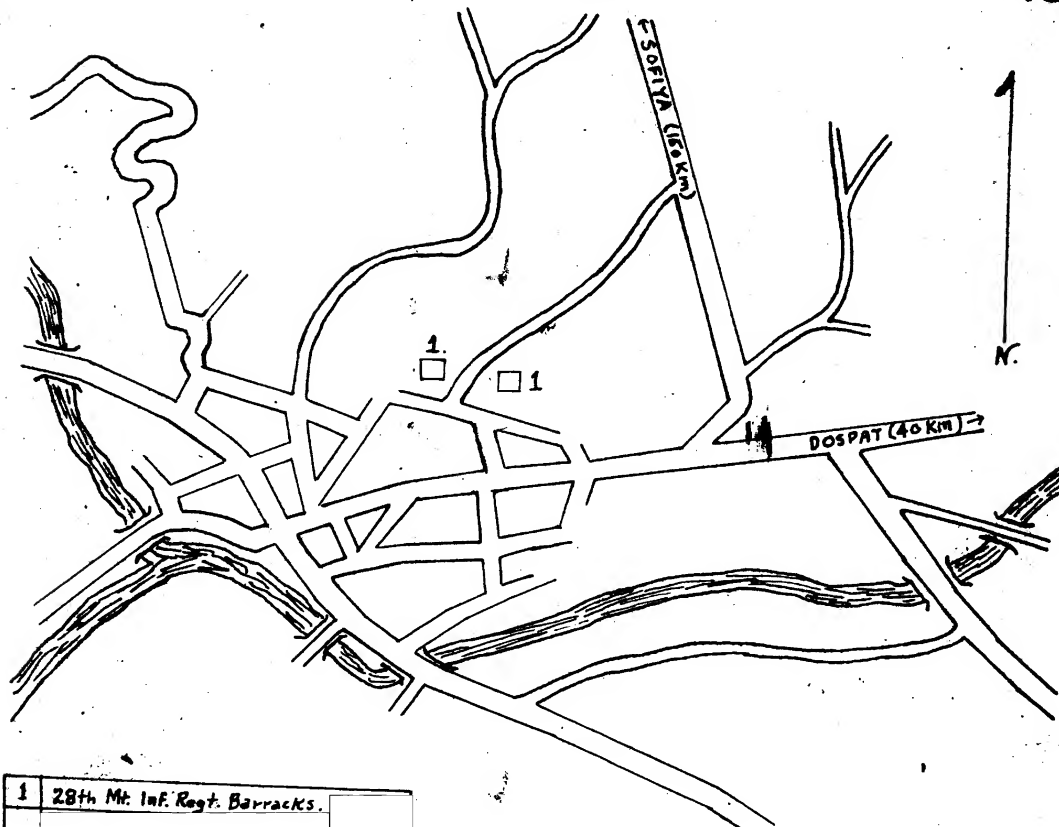 ← SOFIYA (160 Km)
N.
1.
1
DOSPAT (40 Km) →
1 28th Mt. Inf. Regt. Barracks.